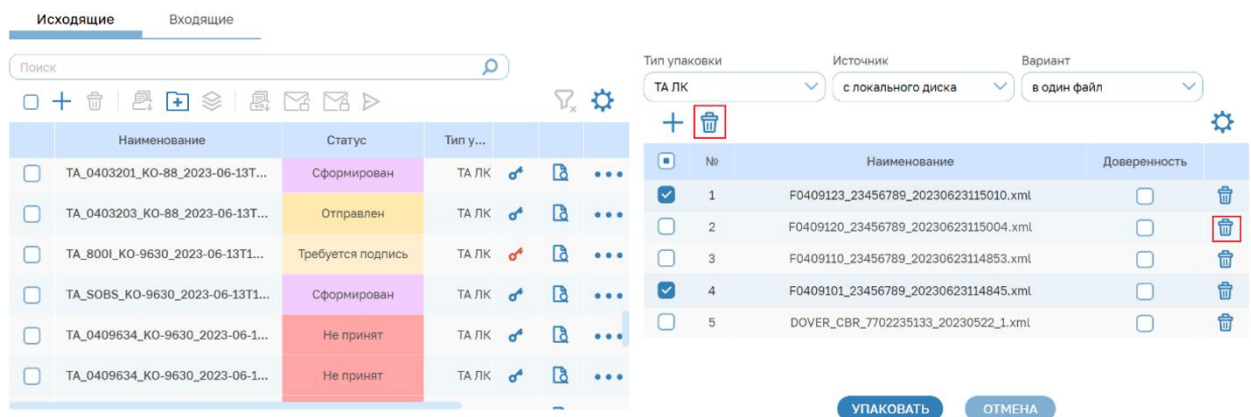 Исходящие Входящие
Поиск
Наименование Статус Тип у...
TA_0403201_KO-88_2023-06-13T... Сформирован ТА ЛК
TA_0403203_KO-88_2023-06-13T... Отправлен ТА ЛК
TA_800I_KO-9630_2023-06-13T1... Требуется подпись ТА ЛК
TA_SOBS_KO-9630_2023-06-13T1... Сформирован ТА ЛК
TA_0409634_KO-9630_2023-06-1... Не принят ТА ЛК
TA_0409634_KO-9630_2023-06-1... Не принят ТА ЛК
Тип упаковки Источник Вариант
ТА ЛК с локального диска в один файл
№ Наименование Доверенность
1 F0409123_23456789_20230623115010.xml
2 F0409120_23456789_20230623115004.xml
3 F0409110_23456789_20230623114853.xml
4 F0409101_23456789_20230623114845.xml
5 DOVER_CBR_7702235133_20230522_1.xml
УПАКОВАТЬ ОТМЕНА